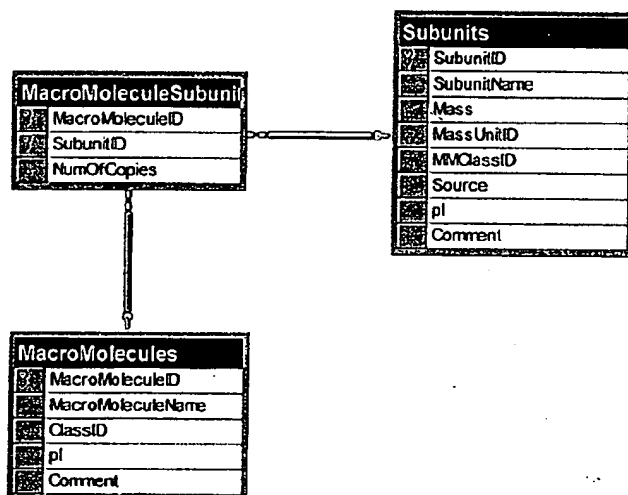 Subunits
SubunitID
SubunitName
Mass
MassUnitID
MMClassID
Source
pI
Comment
MacroMoleculeSubunit
MacroMoleculeID
SubunitID
NumOfCopies
MacroMolecules
MacroMoleculeID
MacroMoleculeName
ClassID
pI
Comment